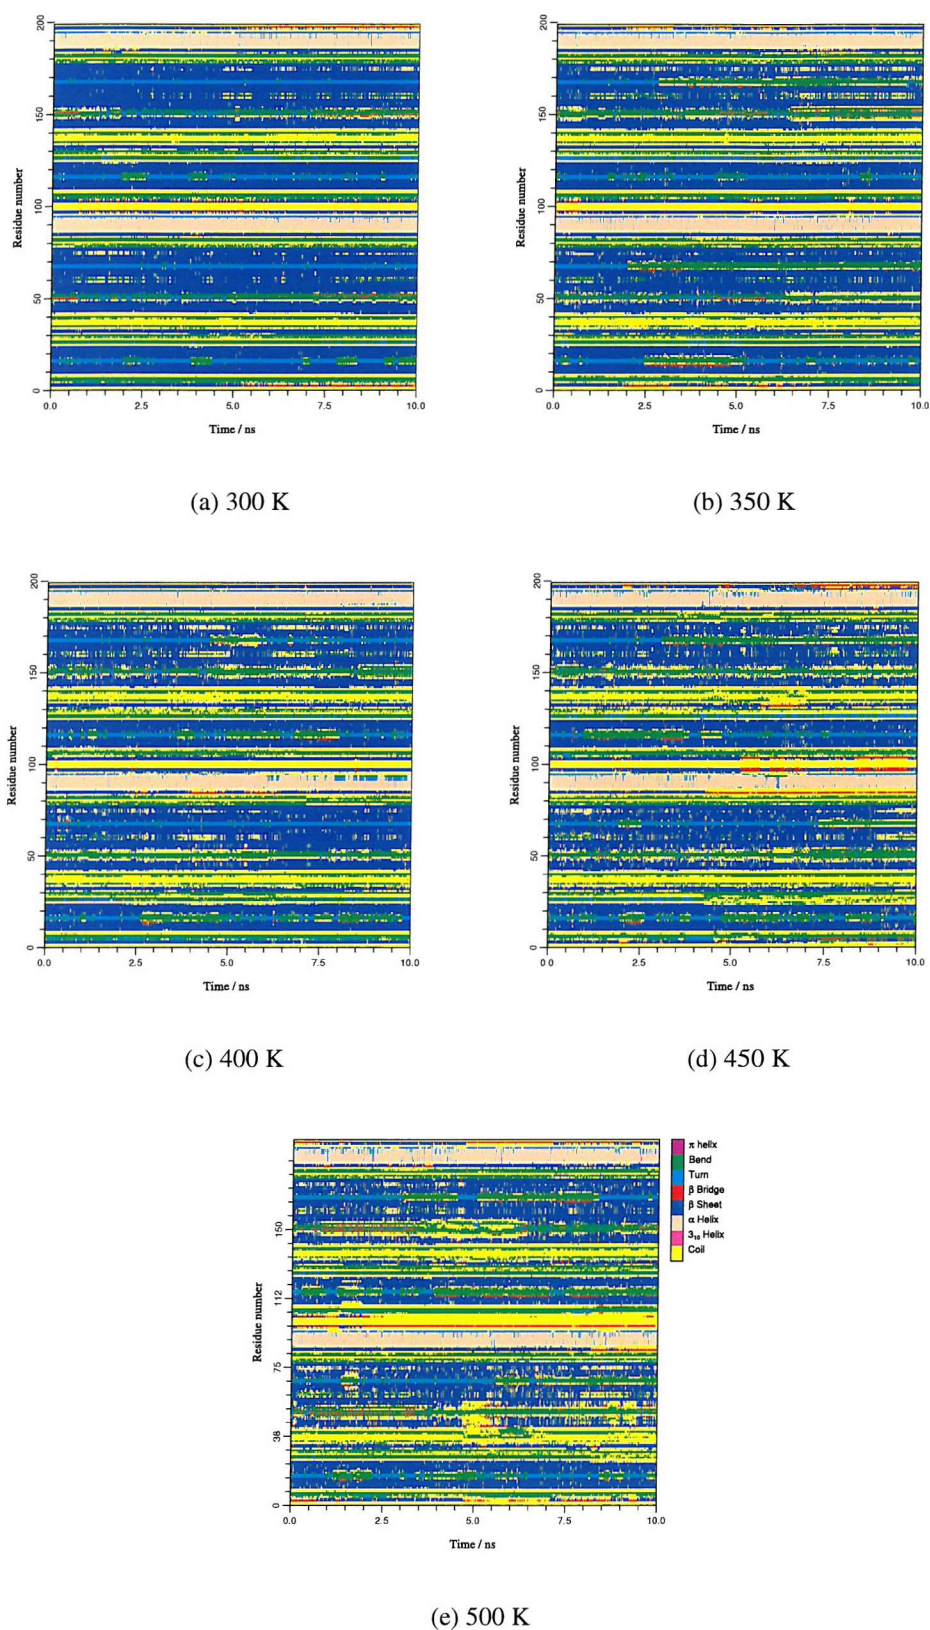 200
150
100
50
0
Residue number
0.0 2.5 5.0 7.5 10.0
Time / ns
(a) 300 K
200
150
100
50
0
Residue number
0.0 2.5 5.0 7.5 10.0
Time / ns
(b) 350 K
200
150
100
50
0
Residue number
0.0 2.5 5.0 7.5 10.0
Time / ns
(c) 400 K
200
150
100
50
0
Residue number
0.0 2.5 5.0 7.5 10.0
Time / ns
(d) 450 K
150
112
75
38
0
Residue number
0.0 2.5 5.0 7.5 10.0
Time / ns
π helix
Bend
Turn
β Bridge
β Sheet
α Helix
3₁₀ Helix
Coil
(e) 500 K